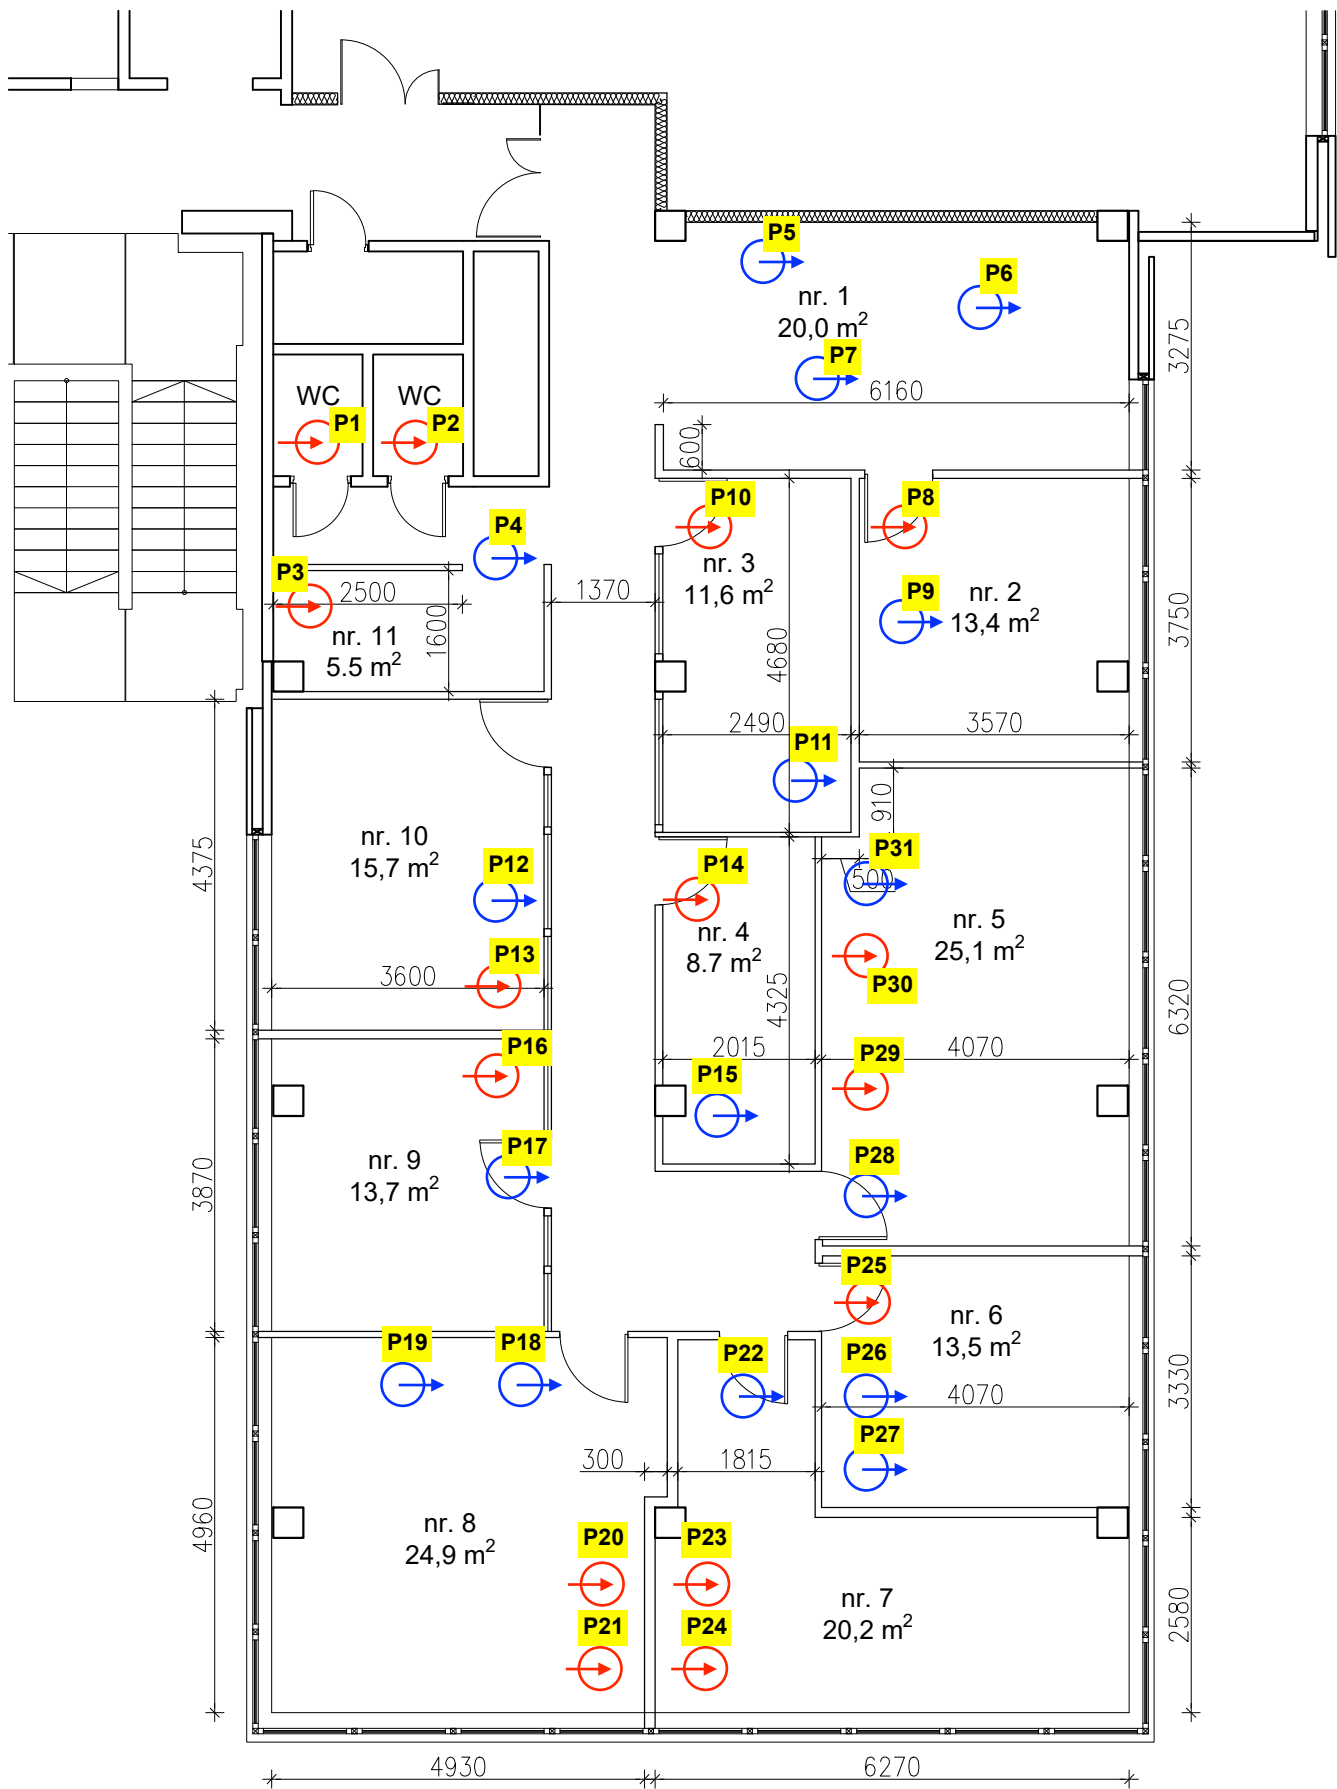 P5
P6
nr. 1
20,0 m²
P7
6160
3275
WC
WC
P1
P2
600
P10
P8
P4
P3
2500
1370
nr. 3
11,6 m²
P9
nr. 2
13,4 m²
3750
nr. 11
5.5 m²
1600
4680
2490
3570
P11
910
nr. 10
15,7 m²
4375
P12
P14
P31
500
nr. 4
8.7 m²
nr. 5
25,1 m²
P13
3600
P30
4325
6320
P16
2015
4070
P29
P15
nr. 9
13,7 m²
3870
P17
P28
P25
nr. 6
13,5 m²
P19
P18
P22
P26
4070
3330
P27
300
1815
nr. 8
24,9 m²
4960
P20
P23
nr. 7
20,2 m²
2580
P21
P24
4930
6270